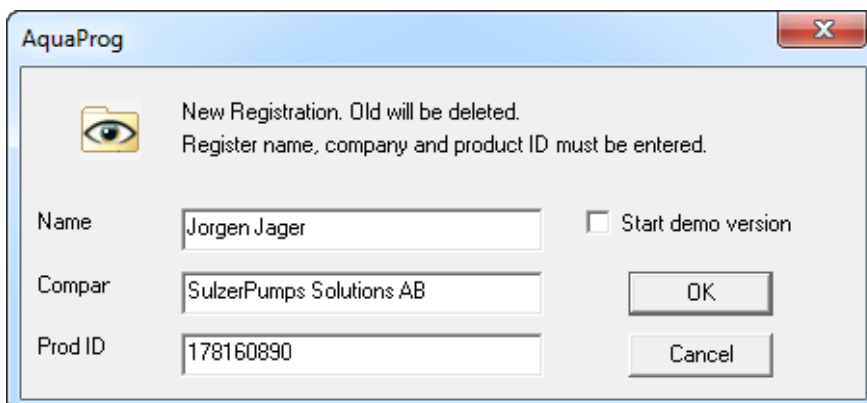 AquaProg
New Registration. Old will be deleted.
Register name, company and product ID must be entered.
Name
Jorgen Jager
Start demo version
Compar
SulzerPumps Solutions AB
OK
Prod ID
178160890
Cancel